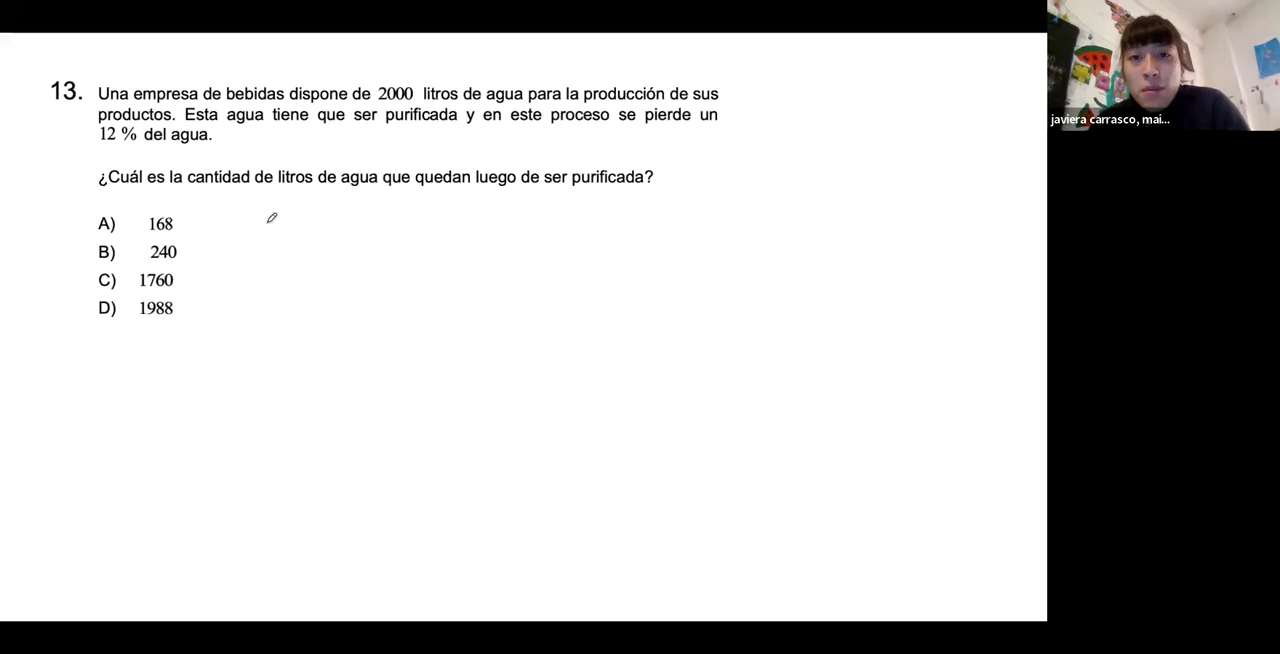 13. Una empresa de bebidas dispone de 2000 litros de agua para la producción de sus
productos. Esta agua tiene que ser purificada y en este proceso se pierde un
12 % del agua.
¿Cuál es la cantidad de litros de agua que quedan luego de ser purificada?
A) 168
B) 240
C) 1760
D) 1988
javiera carrasco, mai...